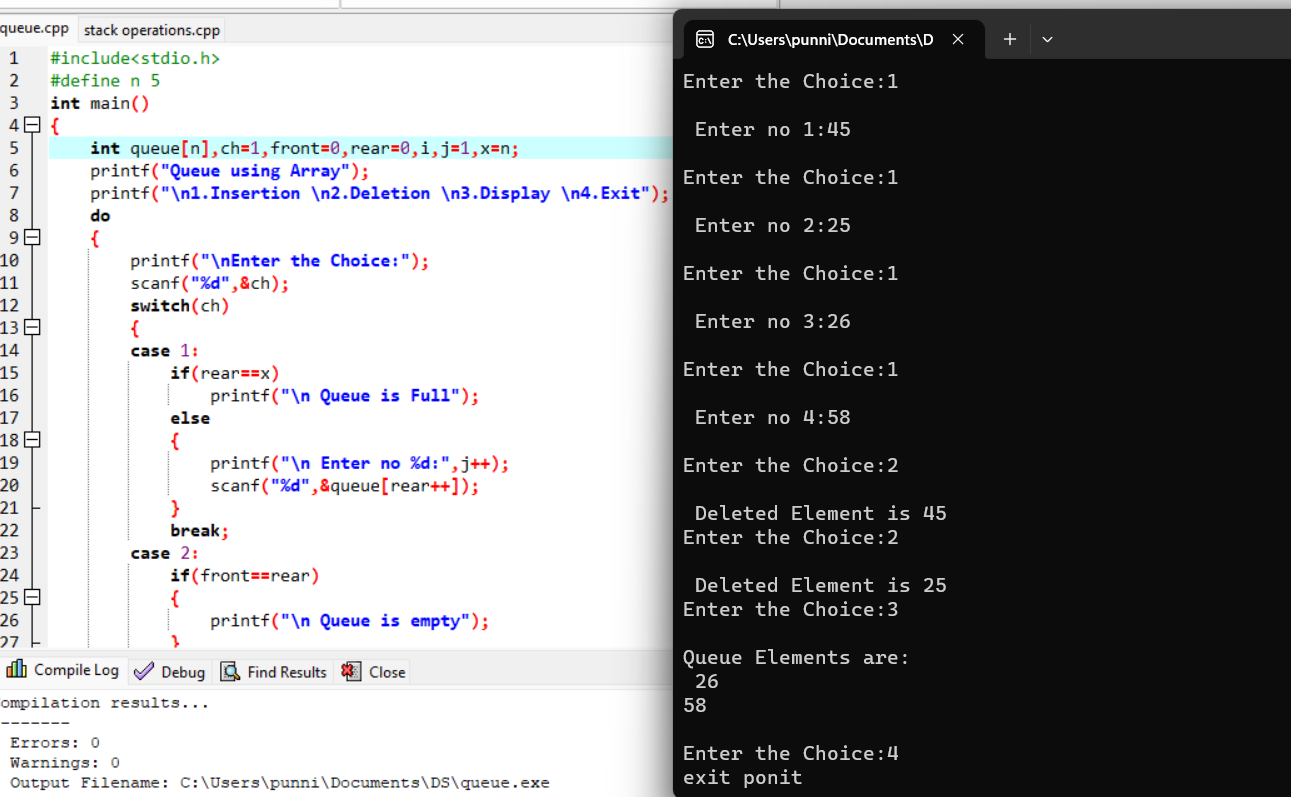 queue.cpp stack operations.cpp
1 #include<stdio.h>
2 #define n 5
3 int main()
4 {
5 int queue[n],ch=1,front=0,rear=0,i,j=1,x=n;
6 printf("Queue using Array");
7 printf("\n1.Insertion \n2.Deletion \n3.Display \n4.Exit");
8 do
9 {
10 printf("\nEnter the Choice:");
11 scanf("%d",&ch);
12 switch(ch)
13 {
14 case 1:
15 if(rear==x)
16 printf("\n Queue is Full");
17 else
18 {
19 printf("\n Enter no %d:",j++);
20 scanf("%d",&queue[rear++]);
21 }
22 break;
23 case 2:
24 if(front==rear)
25 {
26 printf("\n Queue is empty");
27 }
Compile Log Debug Find Results Close
ompilation results...
--------
Errors: 0
Warnings: 0
Output Filename: C:\Users\punni\Documents\DS\queue.exe
C:\Users\punni\Documents\D
Enter the Choice:1
Enter no 1:45
Enter the Choice:1
Enter no 2:25
Enter the Choice:1
Enter no 3:26
Enter the Choice:1
Enter no 4:58
Enter the Choice:2
Deleted Element is 45
Enter the Choice:2
Deleted Element is 25
Enter the Choice:3
Queue Elements are:
26
58
Enter the Choice:4
exit ponit